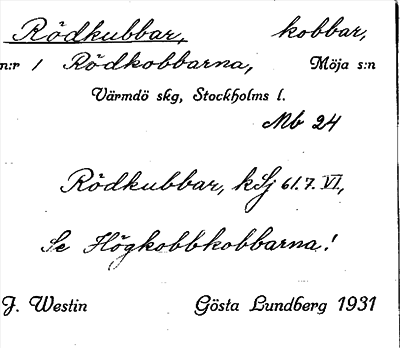 Rödkubbar, kobbar,
n:r 1 Rödkobbarna, Möja s:n
Värmdö skg, Stockholms l.
Mb 24
Rödkubbar, kSj 61.7. VI,
Se Högkobbkobbarna!
J. Westin Gösta Lundberg 1931